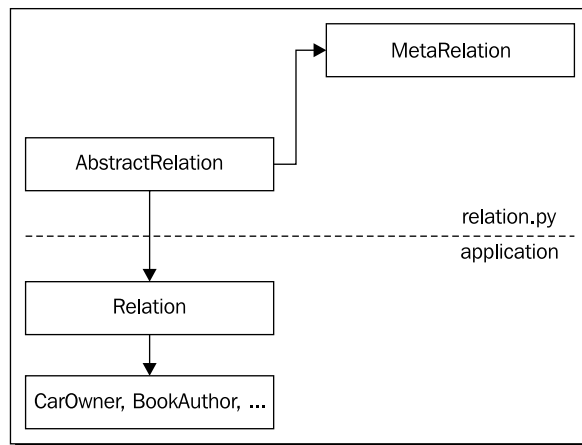 MetaRelation
AbstractRelation
relation.py
application
Relation
CarOwner, BookAuthor, ...